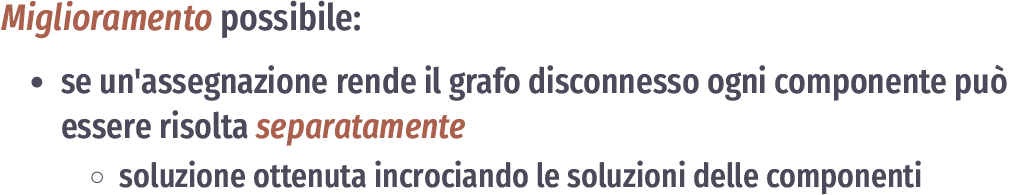 Miglioramento possibile:
• se un'assegnazione rende il grafo disconnesso ogni componente può
essere risolta separatamente
◦ soluzione ottenuta incrociando le soluzioni delle componenti